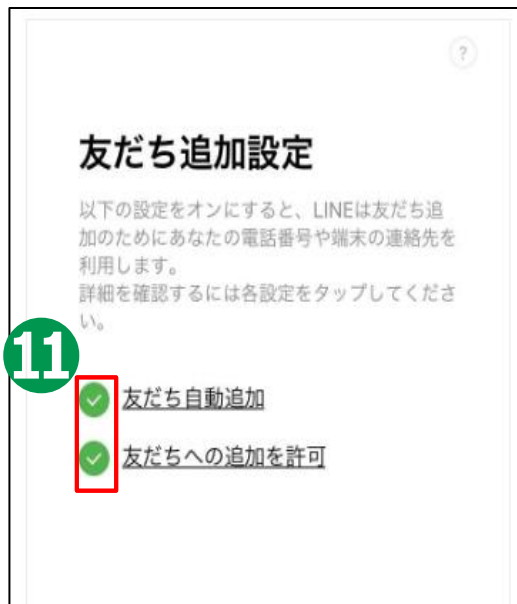 ?
友だち追加設定
以下の設定をオンにすると、LINEは友だち追
加のためにあなたの電話番号や端末の連絡先を
利用します。
詳細を確認するには各設定をタップしてくださ
い。
11
友だち自動追加
友だちへの追加を許可